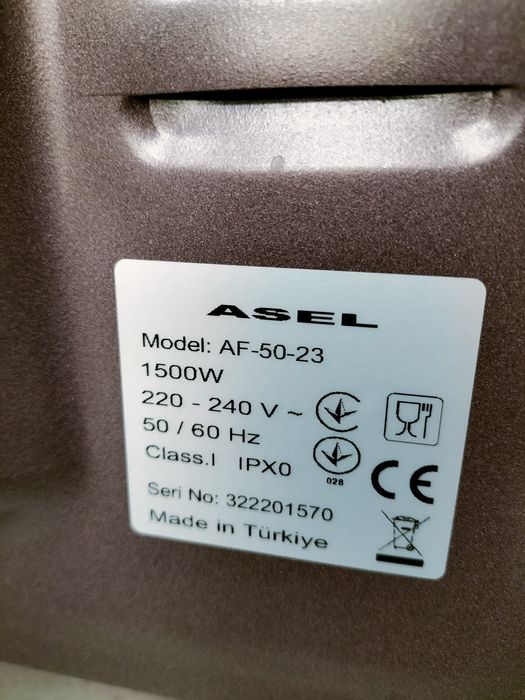 ASEL
Model: AF-50-23
1500W
220 - 240 V ~
50 / 60 Hz
Class.I IPX0
028
CE
Seri No: 322201570
Made in Türkiye